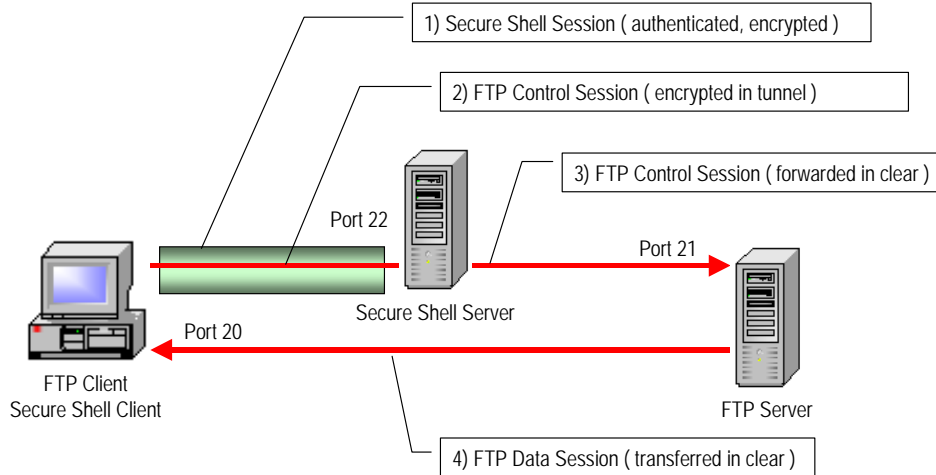 1) Secure Shell Session ( authenticated, encrypted )
2) FTP Control Session ( encrypted in tunnel )
3) FTP Control Session ( forwarded in clear )
Port 22
Port 21
Secure Shell Server
Port 20
FTP Client
Secure Shell Client
FTP Server
4) FTP Data Session ( transferred in clear )